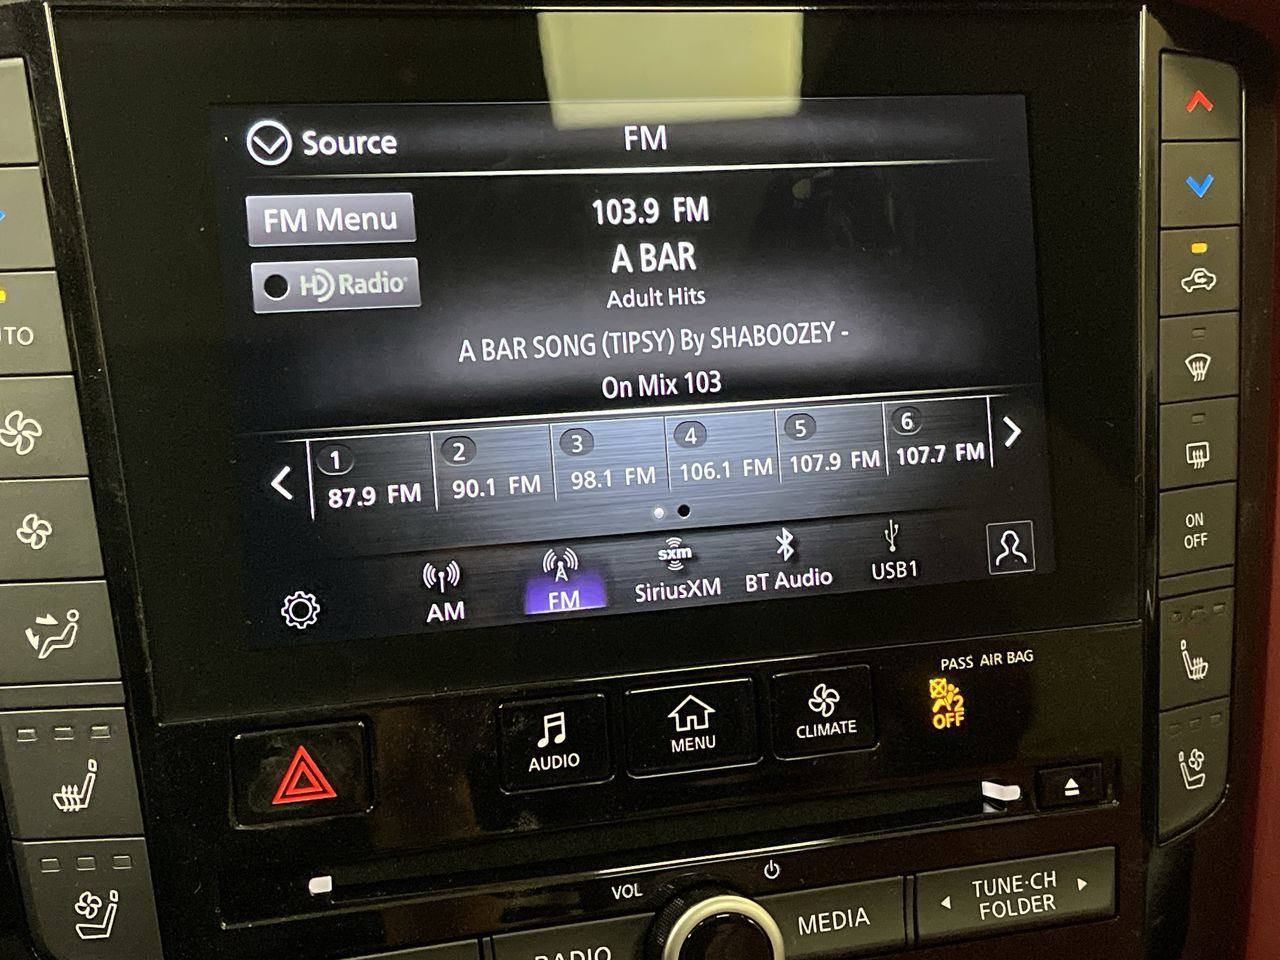 Source
FM
FM Menu
HD Radio
103.9 FM
A BAR
Adult Hits
A BAR SONG (TIPSY) By SHABOOZEY -
On Mix 103
1
87.9 FM
2
90.1 FM
3
98.1 FM
4
106.1 FM
5
107.9 FM
6
107.7 FM
AM
FM
sxm
SiriusXM
BT Audio
USB1
ON
OFF
PASS AIR BAG
2
OFF
AUDIO
MENU
CLIMATE
VOL
RADIO
MEDIA
TUNE·CH
FOLDER